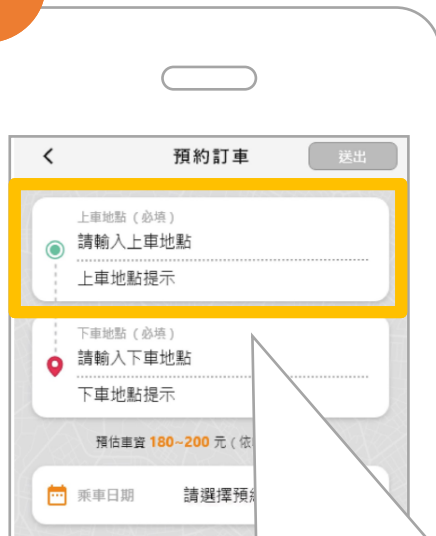 預約訂車
送出
上車地點（必填）
請輸入上車地點
上車地點提示
下車地點（必填）
請輸入下車地點
下車地點提示
預估車資 180~200 元（依
乘車日期
請選擇預